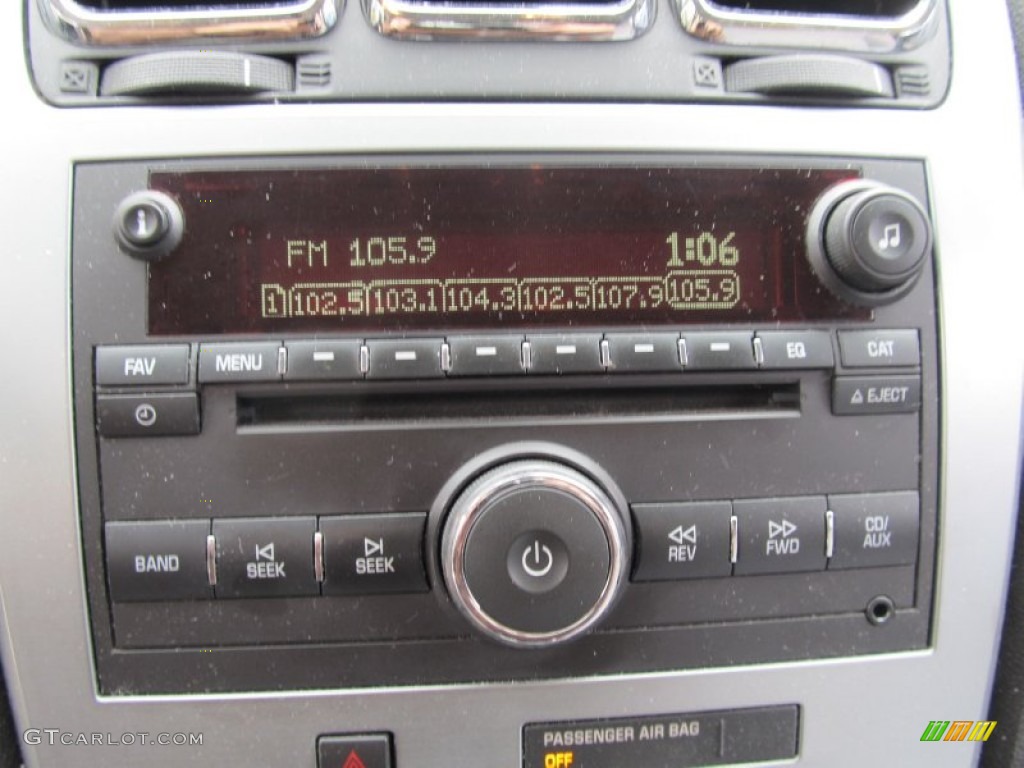 FM 105.9 1:06
1 102.5 103.1 104.3 102.5 107.9 105.9
FAV MENU EQ CAT
EJECT
BAND SEEK SEEK REV FWD CD/
AUX
PASSENGER AIR BAG
OFF
GTCARLOT.COM